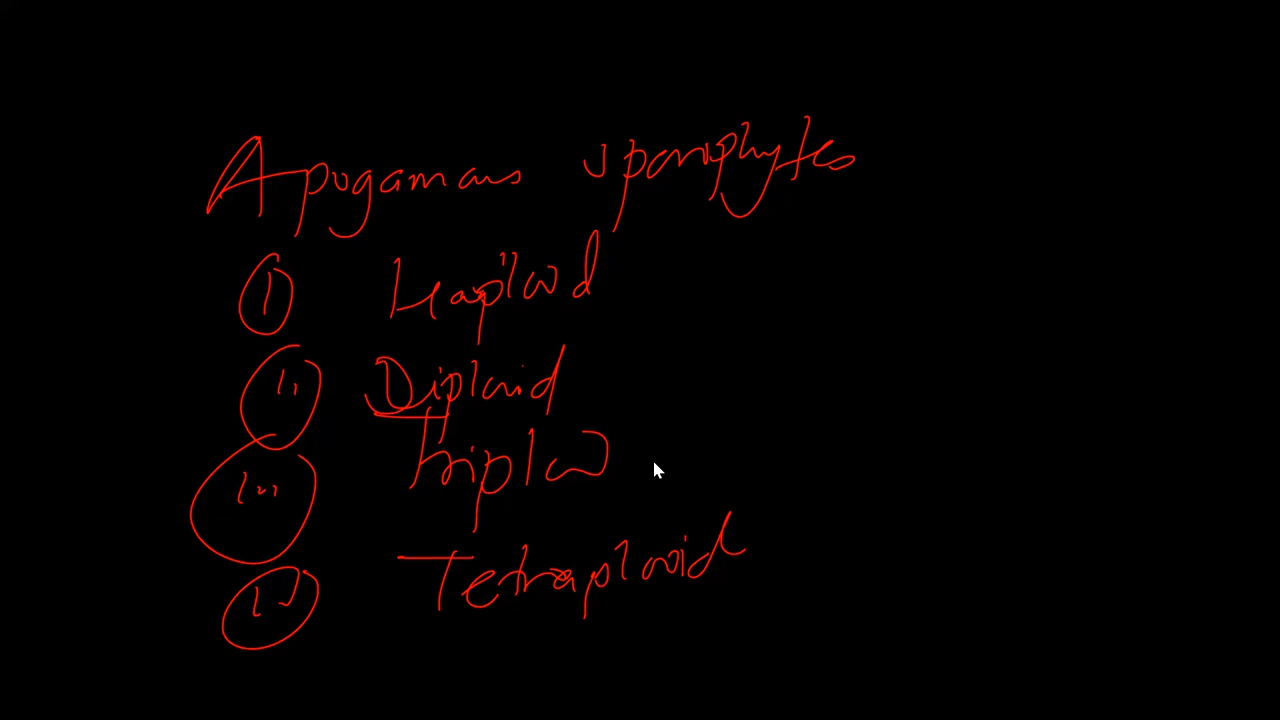 Apogamous sporophytes
(i) Haploid
(ii) Diploid
(iii) Triploid
(iv) Tetraploid